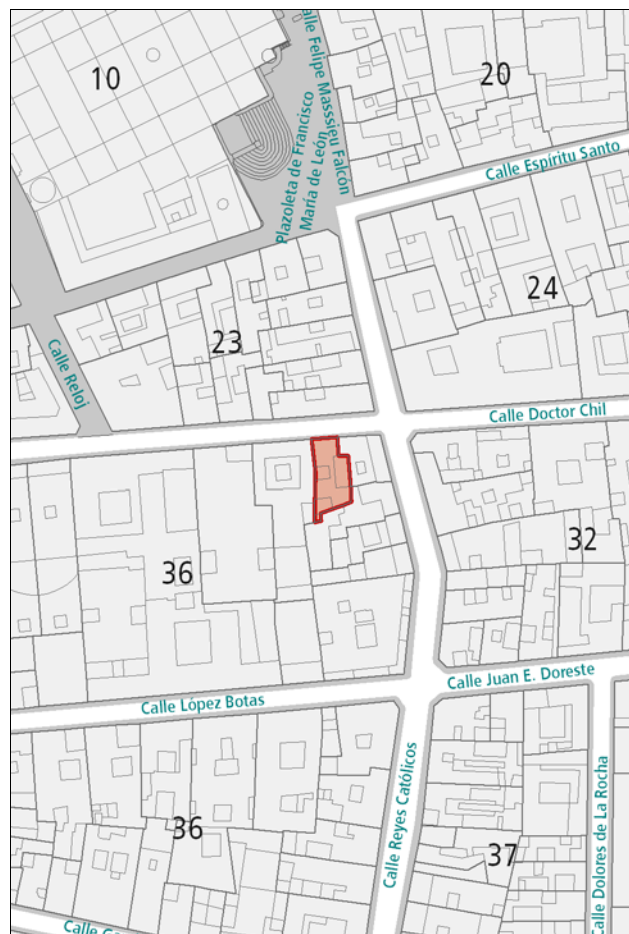 Calle Felipe Masssieu Falcón
10
20
Plazoleta de Francisco
María de León
Calle Espíritu Santo
24
23
Calle Reloj
Calle Doctor Chil
32
36
Calle Juan E. Doreste
Calle López Botas
Calle Reyes Católicos
Calle Dolores de La Rocha
36
37
Calle